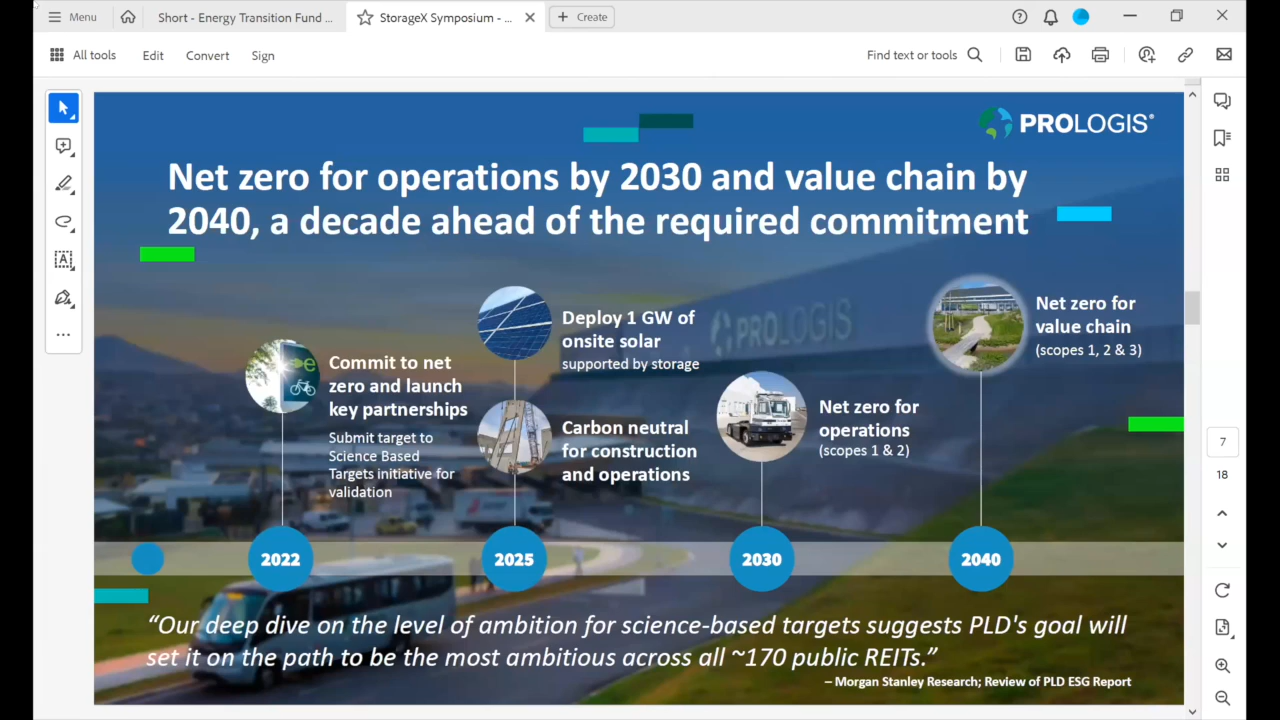 Menu
Short - Energy Transition Fund ...
StorageX Symposium - ...
Create
All tools
Edit
Convert
Sign
Find text or tools
PROLOGIS®
Net zero for operations by 2030 and value chain by
2040, a decade ahead of the required commitment
Commit to net
zero and launch
key partnerships
Submit target to
Science Based
Targets initiative for
validation
Deploy 1 GW of
onsite solar
supported by storage
Carbon neutral
for construction
and operations
PROLOGIS
Net zero for
operations
(scopes 1 & 2)
Net zero for
value chain
(scopes 1, 2 & 3)
7
18
2022
2025
2030
2040
“Our deep dive on the level of ambition for science-based targets suggests PLD's goal will
set it on the path to be the most ambitious across all ~170 public REITs.”
– Morgan Stanley Research; Review of PLD ESG Report